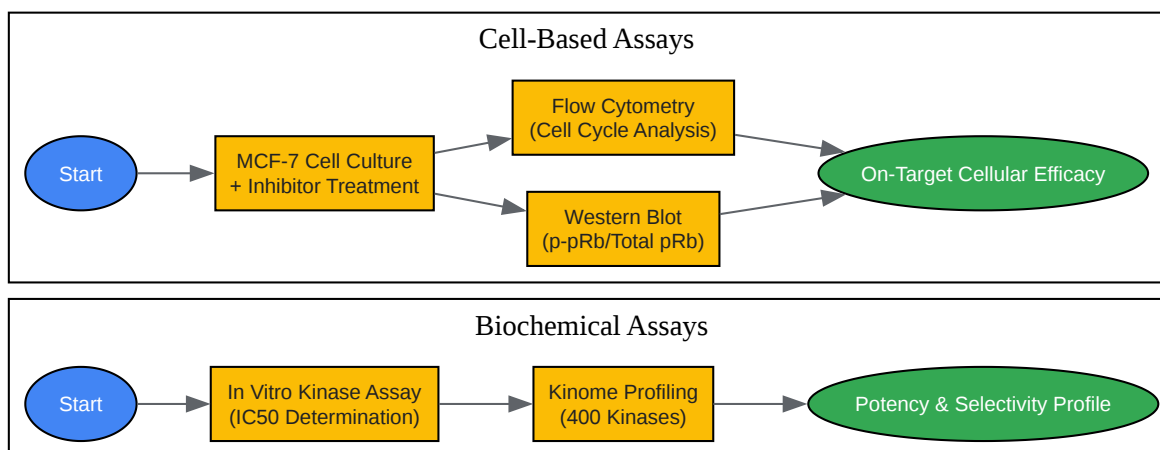 Cell-Based Assays
Start
MCF-7 Cell Culture
+ Inhibitor Treatment
Flow Cytometry
(Cell Cycle Analysis)
Western Blot
(p-pRb/Total pRb)
On-Target Cellular Efficacy
Biochemical Assays
Start
In Vitro Kinase Assay
(IC50 Determination)
Kinome Profiling
(400 Kinases)
Potency & Selectivity Profile